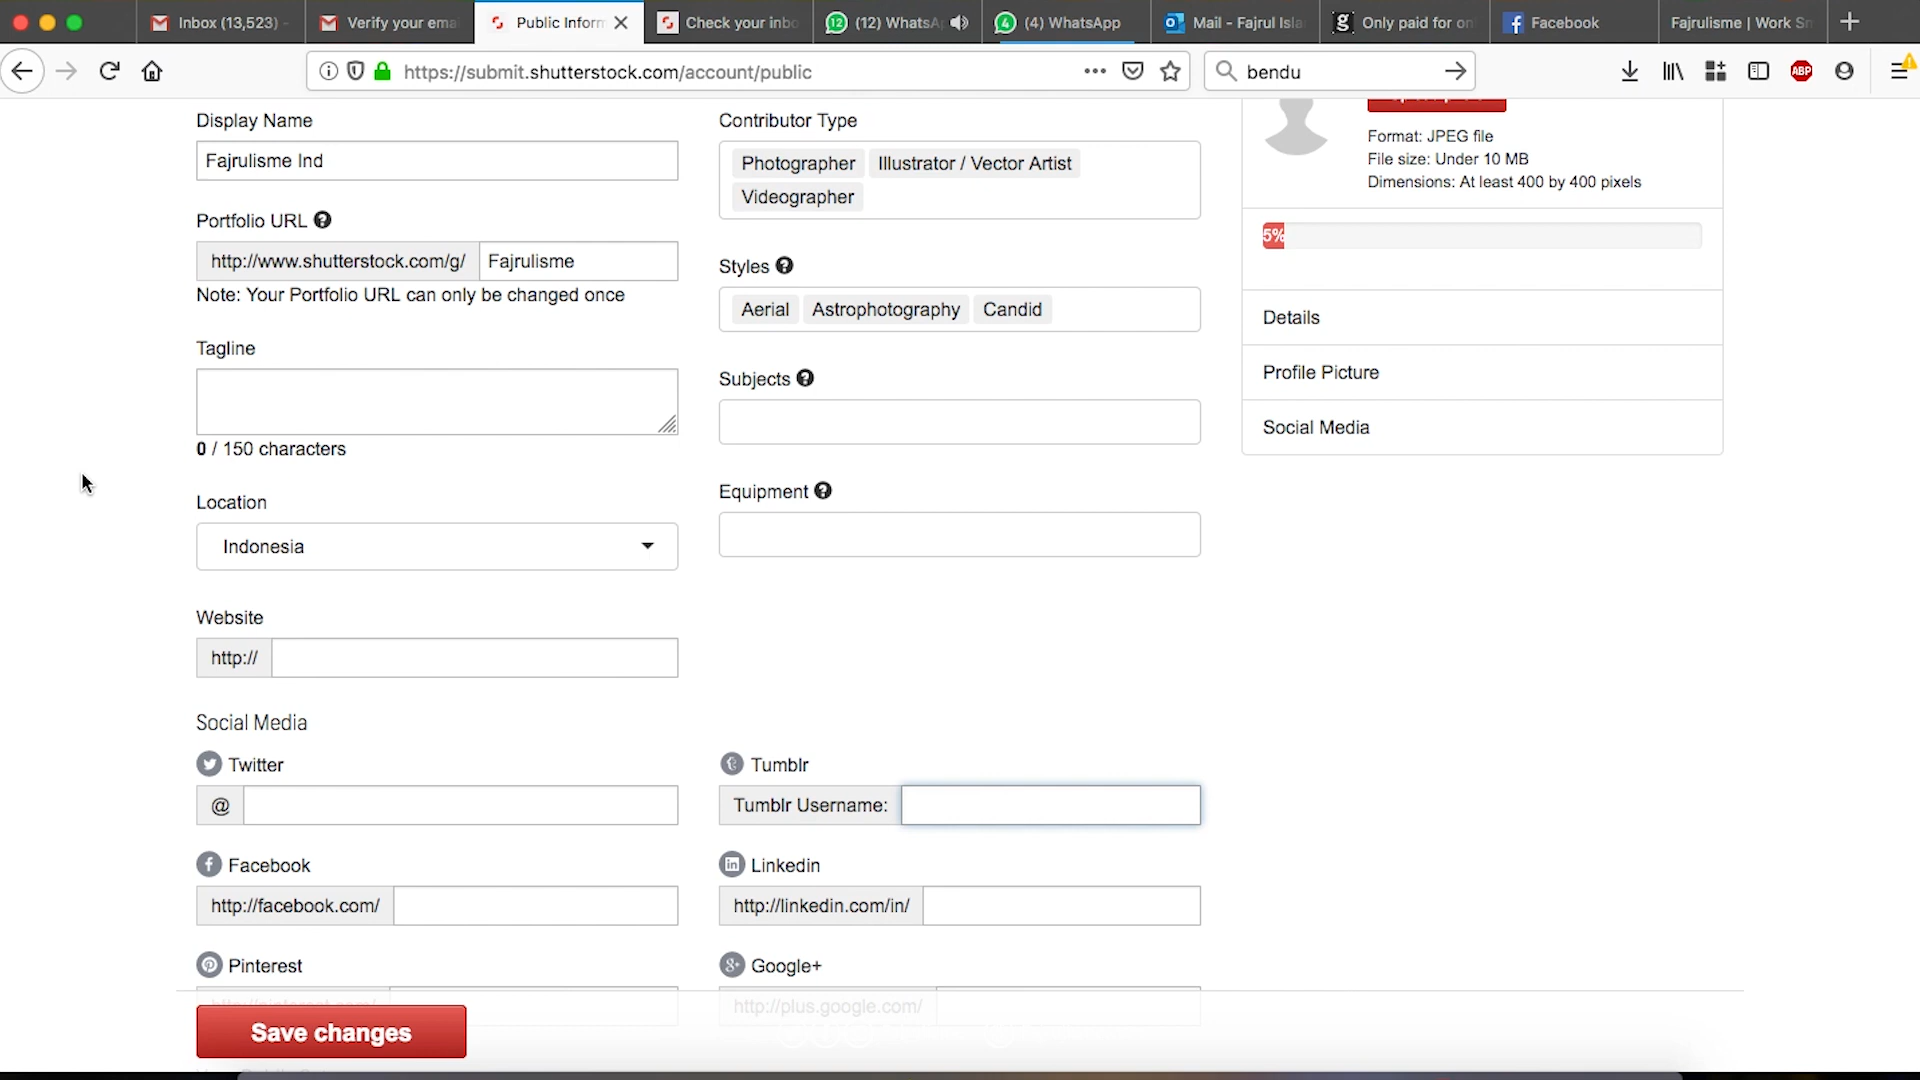 Inbox (13,523) -
Verify your ema
Public Inform
Check your inbo
(12) WhatsA
(4) WhatsApp
Mail - Fajrul Isla
Only paid for on
Facebook
Fajrulisme | Work Sm
https://submit.shutterstock.com/account/public
bendu
ABP
Display Name
Fajrulisme Ind
Portfolio URL
http://www.shutterstock.com/g/ Fajrulisme
Note: Your Portfolio URL can only be changed once
Tagline
0 / 150 characters
Location
Indonesia
Website
http://
Contributor Type
Photographer Illustrator / Vector Artist
Videographer
Styles
Aerial Astrophotography Candid
Subjects
Equipment
Format: JPEG file
File size: Under 10 MB
Dimensions: At least 400 by 400 pixels
5%
Details
Profile Picture
Social Media
Social Media
Twitter
@
Tumblr
Tumblr Username:
Facebook
http://facebook.com/
Linkedin
http://linkedin.com/in/
Pinterest
http://pinterest.com/
Google+
http://plus.google.com/
Save changes